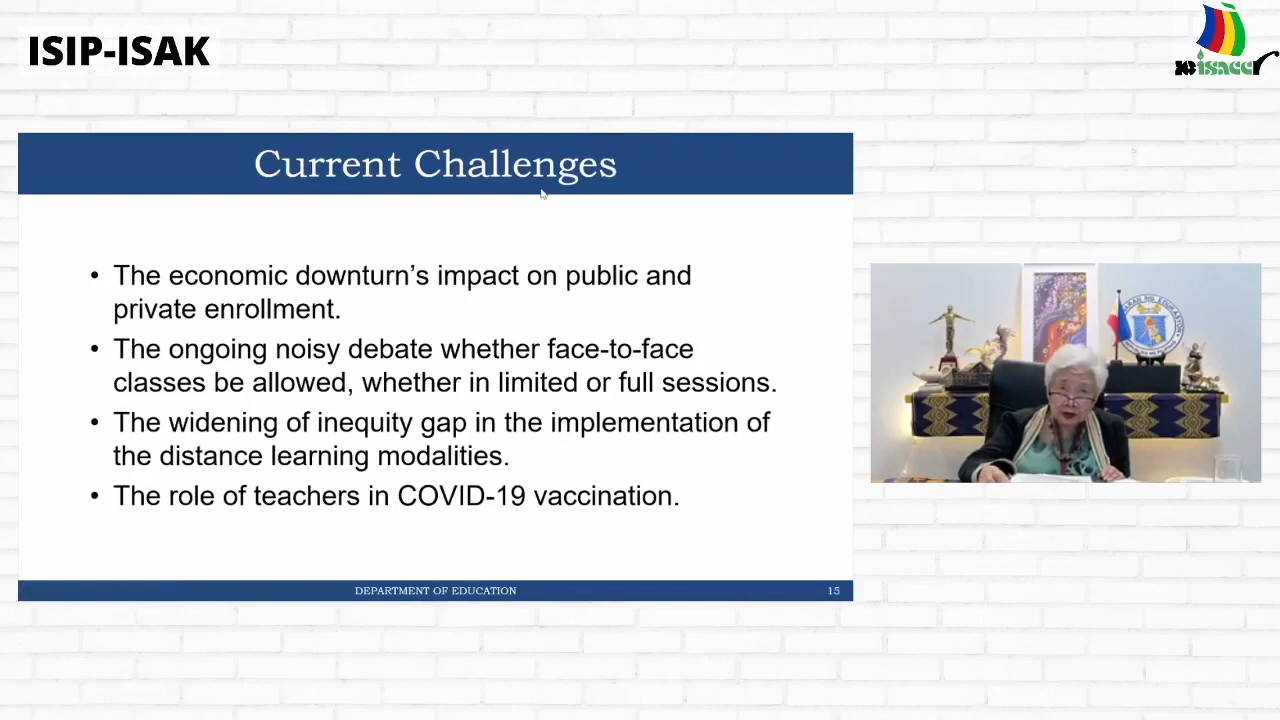 ISIP-ISAK
isacc
Current Challenges
• The economic downturn’s impact on public and
private enrollment.
• The ongoing noisy debate whether face-to-face
classes be allowed, whether in limited or full sessions.
• The widening of inequity gap in the implementation of
the distance learning modalities.
• The role of teachers in COVID-19 vaccination.
DEPARTMENT OF EDUCATION
15